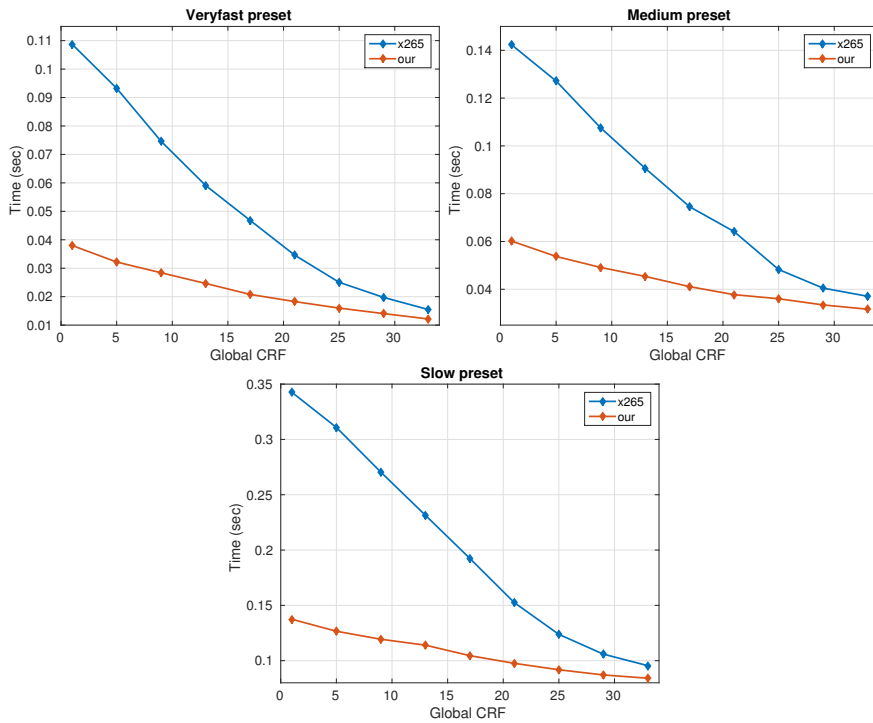 Veryfast preset
x265
our
Time (sec)
0.11
0.1
0.09
0.08
0.07
0.06
0.05
0.04
0.03
0.02
0.01
0 5 10 15 20 25 30
Global CRF
Medium preset
x265
our
Time (sec)
0.14
0.12
0.1
0.08
0.06
0.04
0 5 10 15 20 25 30
Global CRF
Slow preset
x265
our
Time (sec)
0.35
0.3
0.25
0.2
0.15
0.1
0 5 10 15 20 25 30
Global CRF